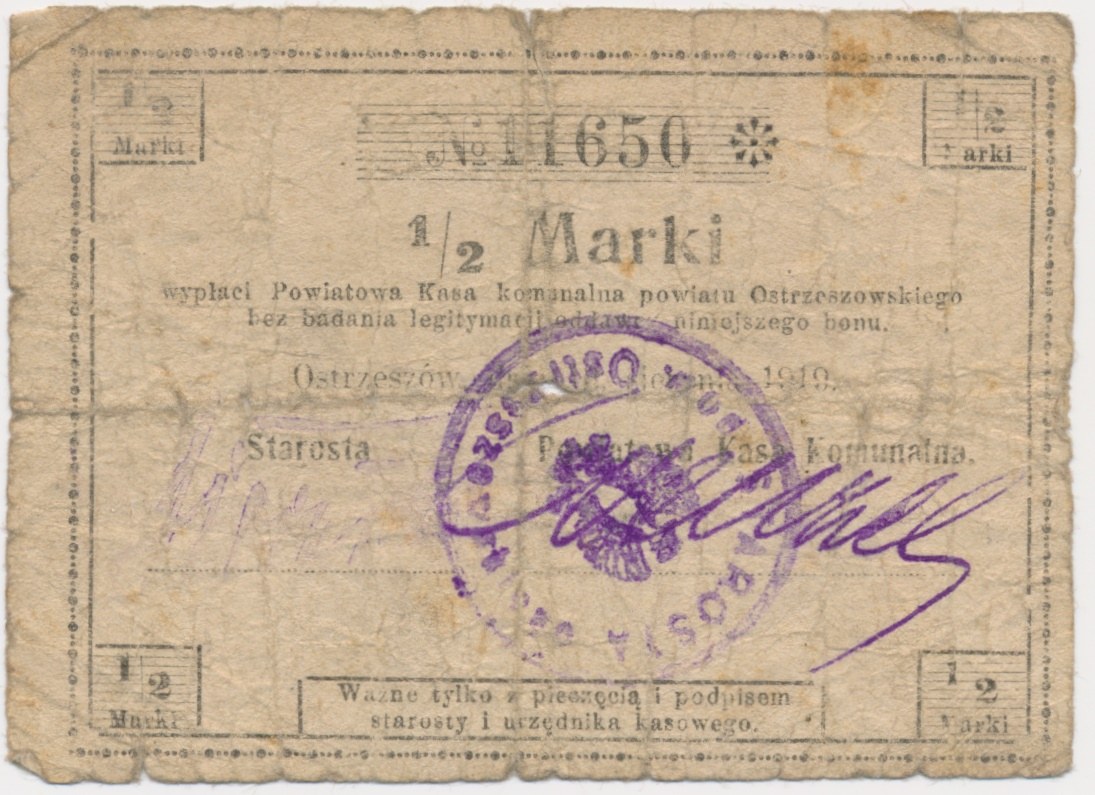 1/2 Marki
№ 11650
1/2 Marki
1/2 Marki
wypłaci Powiatowa Kasa komunalna powiatu Ostrzeszowskiego
bez badania legitymacji niniejszego bonu.
Ostrzeszów, 1919.
Starosta
Powiatowa Kasa Komunalna.
STAROSTA
1/2 Marki
Ważne tylko z pieczęcią i podpisem
starosty i urzędnika kasowego.
1/2 Marki